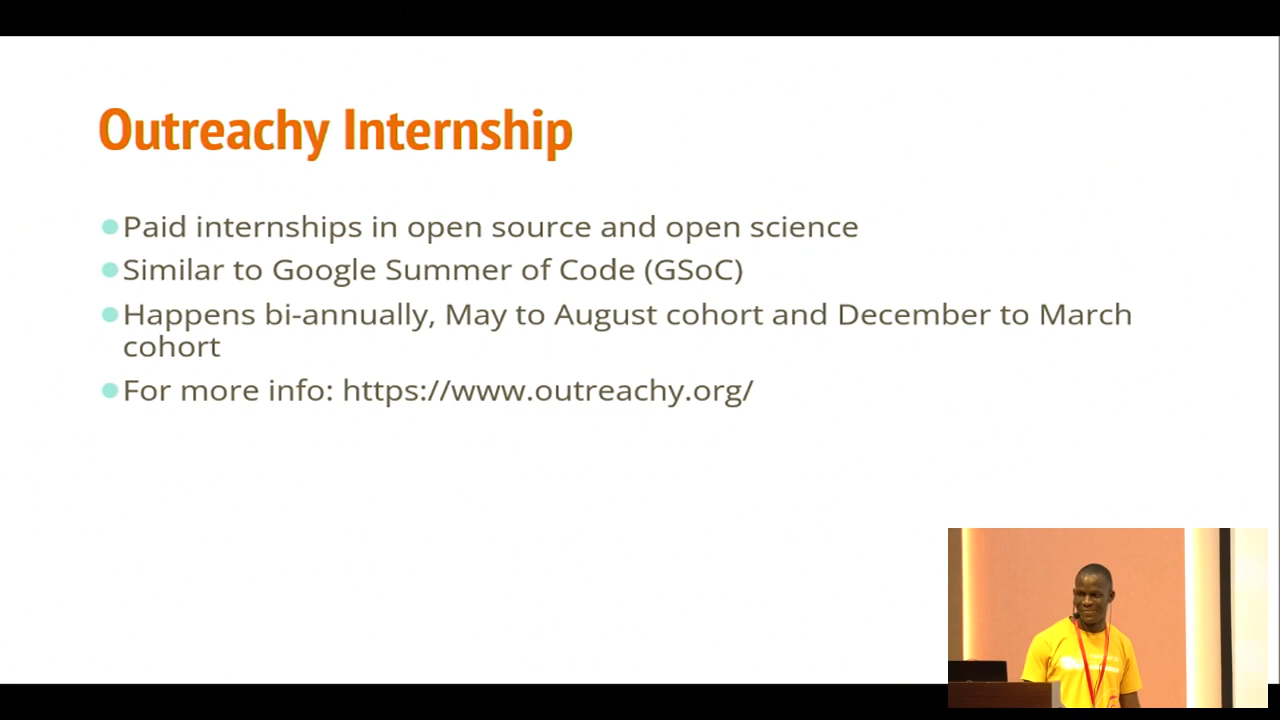 Outreachy Internship
Paid internships in open source and open science
Similar to Google Summer of Code (GSoC)
Happens bi-annually, May to August cohort and December to March
cohort
For more info: https://www.outreachy.org/